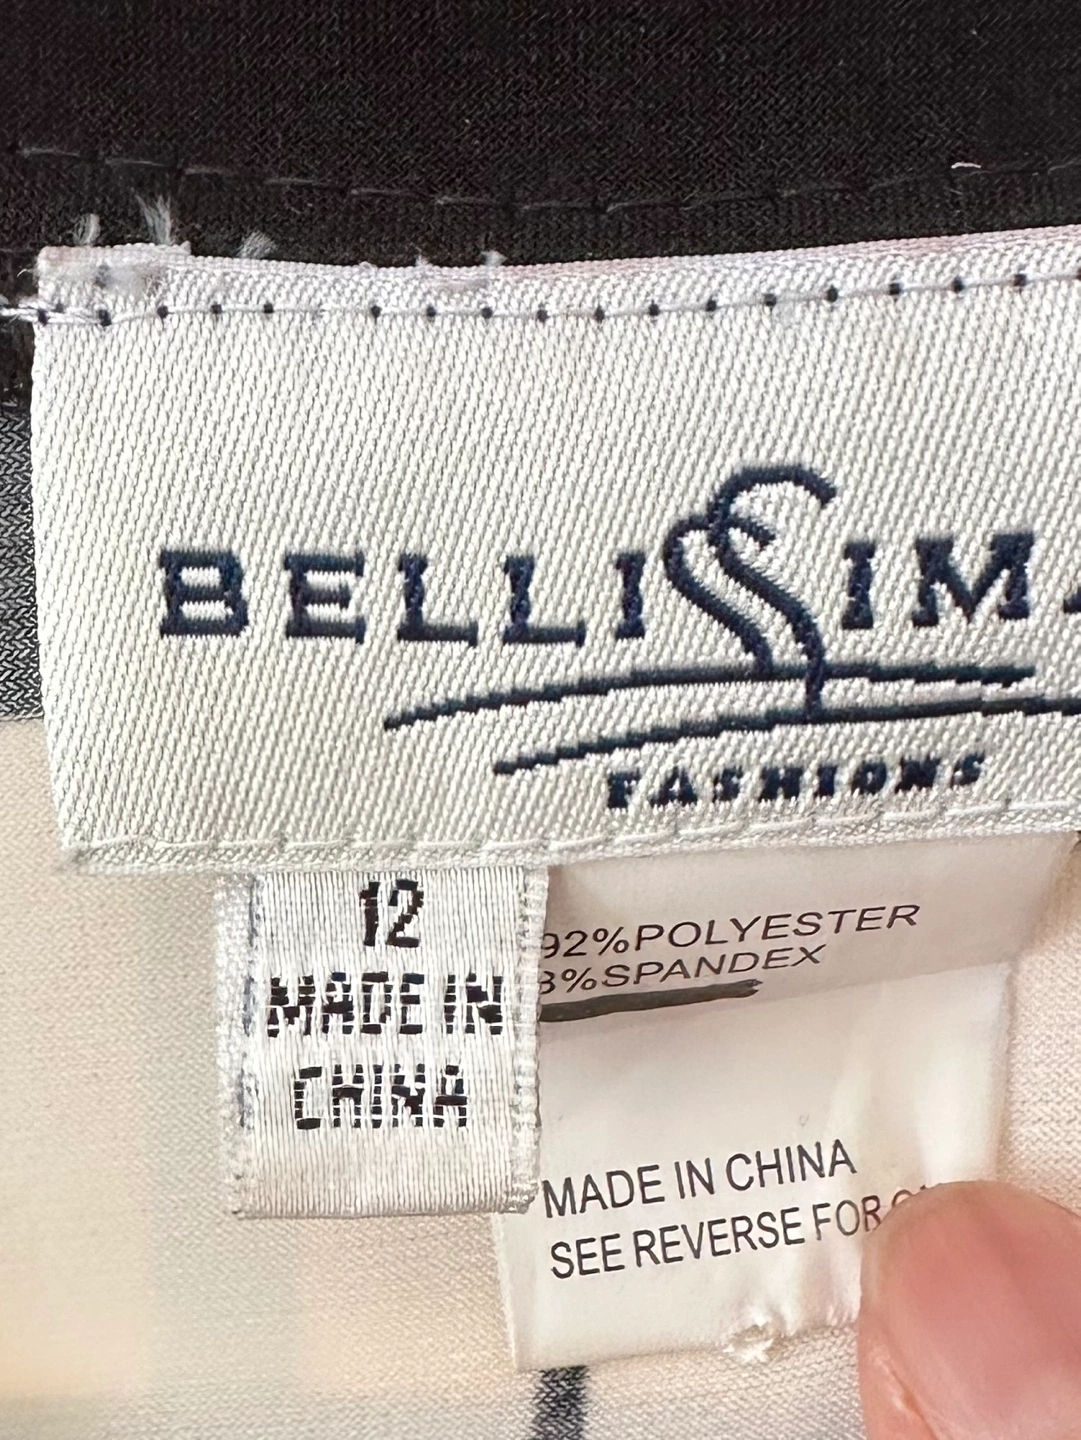 BELLISSIMA
FASHIONS
12
MADE IN
CHINA
92%POLYESTER
8%SPANDEX
MADE IN CHINA
SEE REVERSE FOR